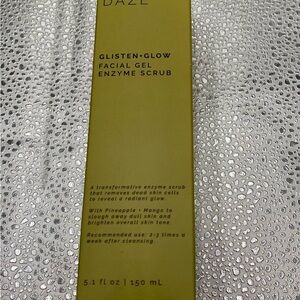 DAZE
GLISTEN+GLOW
FACIAL GEL
ENZYME SCRUB
A transformative enzyme scrub
that removes dead skin cells
to reveal a radiant glow.
With Pineapple + Mango to
slough away dull skin and
brighten overall skin tone.
Recommended use: 2-3 times a
week after cleansing.
5.1 fl oz | 150 mL